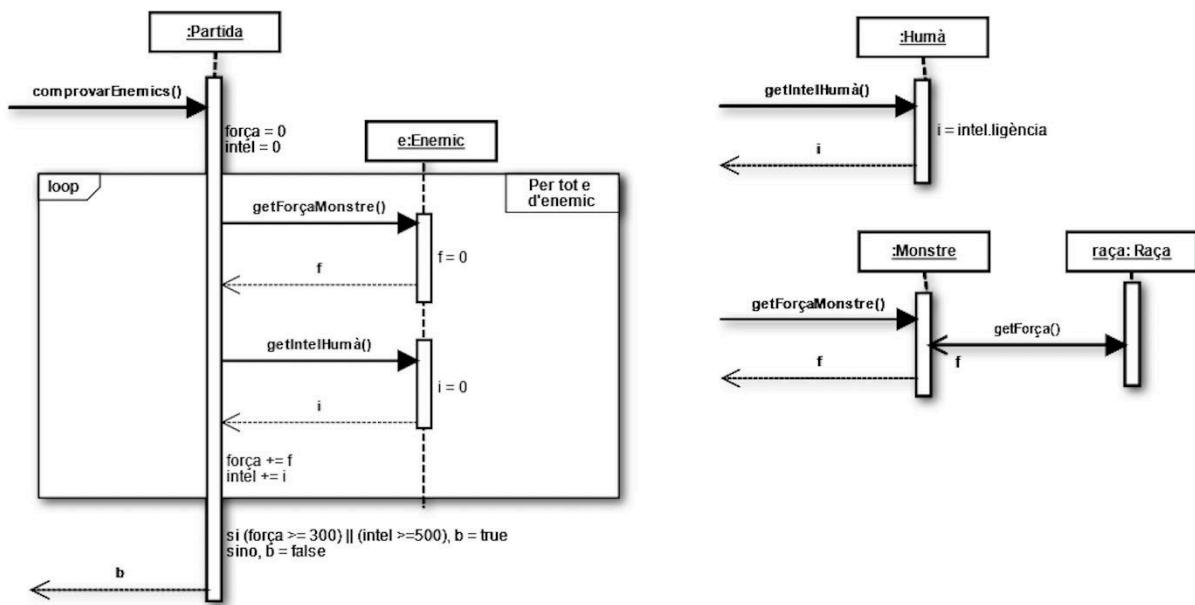 :Partida
comprovarEnemics()
força = 0
intel = 0
e:Enemic
loop
Per tot e
d'enemic
getForçaMonstre()
f = 0
f
getIntelHumà()
i = 0
i
força += f
intel += i
si (força >= 300) || (intel >=500), b = true
sino, b = false
b
:Humà
getIntelHumà()
i = intel.ligència
i
:Monstre
raça: Raça
getForçaMonstre()
getForça()
f
f